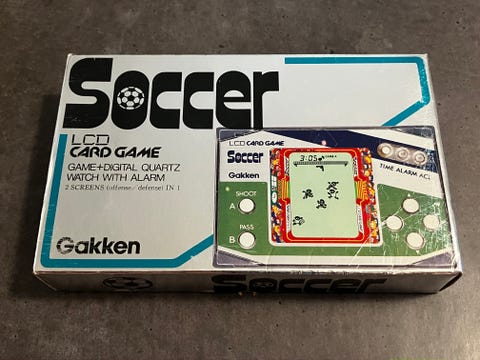 Soccer
LCD
CARD GAME
GAME+DIGITAL QUARTZ
WATCH WITH ALARM
2 SCREENS (offense/defense) IN 1
Gakken
LCD CARD GAME
Soccer
Gakken
3:05
TIME ALARM ACL
SHOOT
A
PASS
B
Soccer